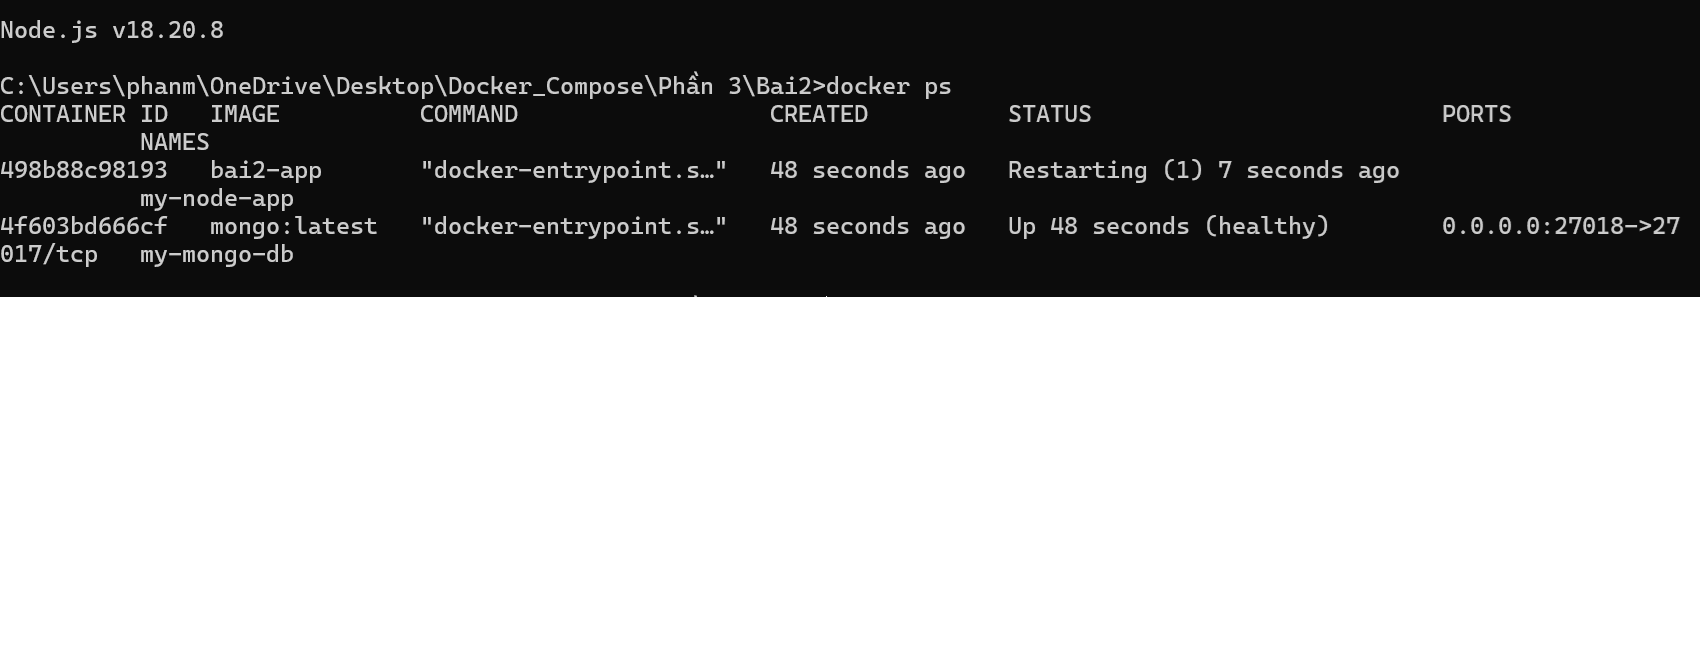 Node.js v18.20.8
C:\Users\phanm\OneDrive\Desktop\Docker_Compose\Phần 3\Bai2>docker ps
CONTAINER ID   IMAGE          COMMAND                  CREATED          STATUS                         PORTS
            NAMES
498b88c98193   bai2-app       "docker-entrypoint.s…"   48 seconds ago   Restarting (1) 7 seconds ago
          my-node-app
4f603bd666cf   mongo:latest   "docker-entrypoint.s…"   48 seconds ago   Up 48 seconds (healthy)        0.0.0.0:27018->27
017/tcp   my-mongo-db